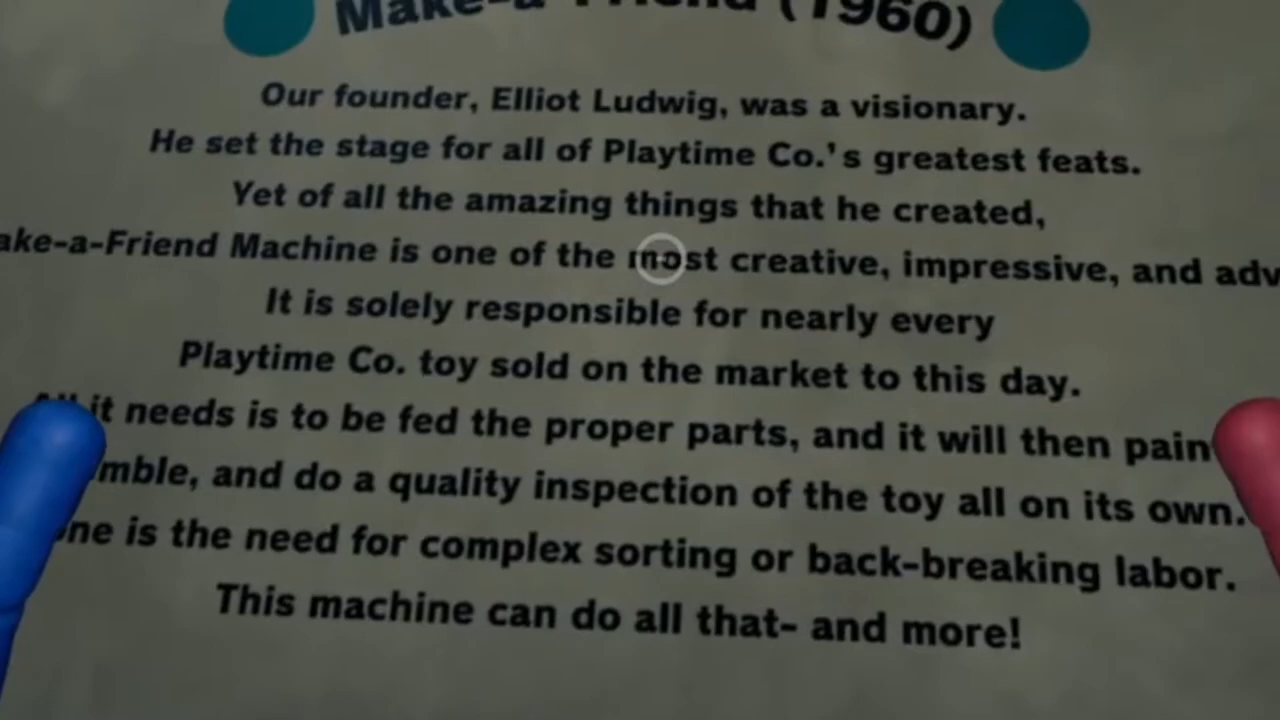 Make-a-Friend (1960)
Our founder, Elliot Ludwig, was a visionary.
He set the stage for all of Playtime Co.'s greatest feats.
Yet of all the amazing things that he created,
ake-a-Friend Machine is one of the most creative, impressive, and adv
It is solely responsible for nearly every
Playtime Co. toy sold on the market to this day.
All it needs is to be fed the proper parts, and it will then pain
mble, and do a quality inspection of the toy all on its own.
ne is the need for complex sorting or back-breaking labor.
This machine can do all that- and more!